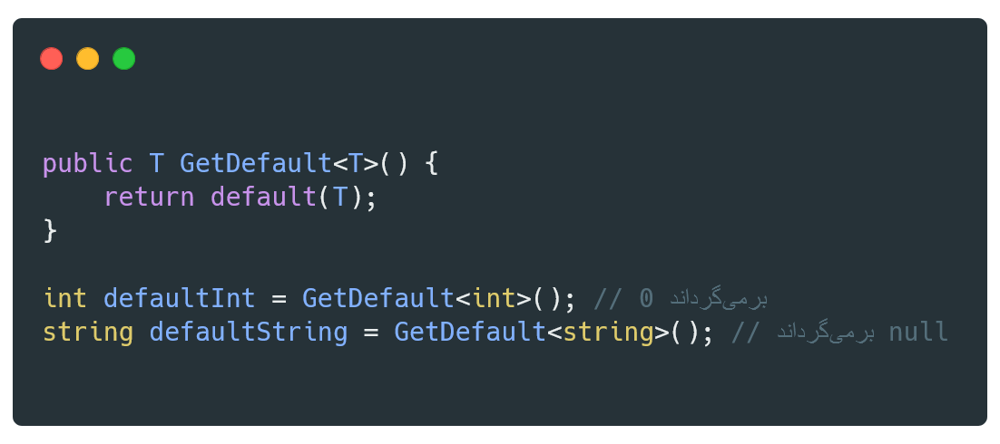 public T GetDefault<T>() {
    return default(T);
}
int defaultInt = GetDefault<int>(); // 0 برمی‌گرداند
string defaultString = GetDefault<string>(); // برمی‌گرداند null